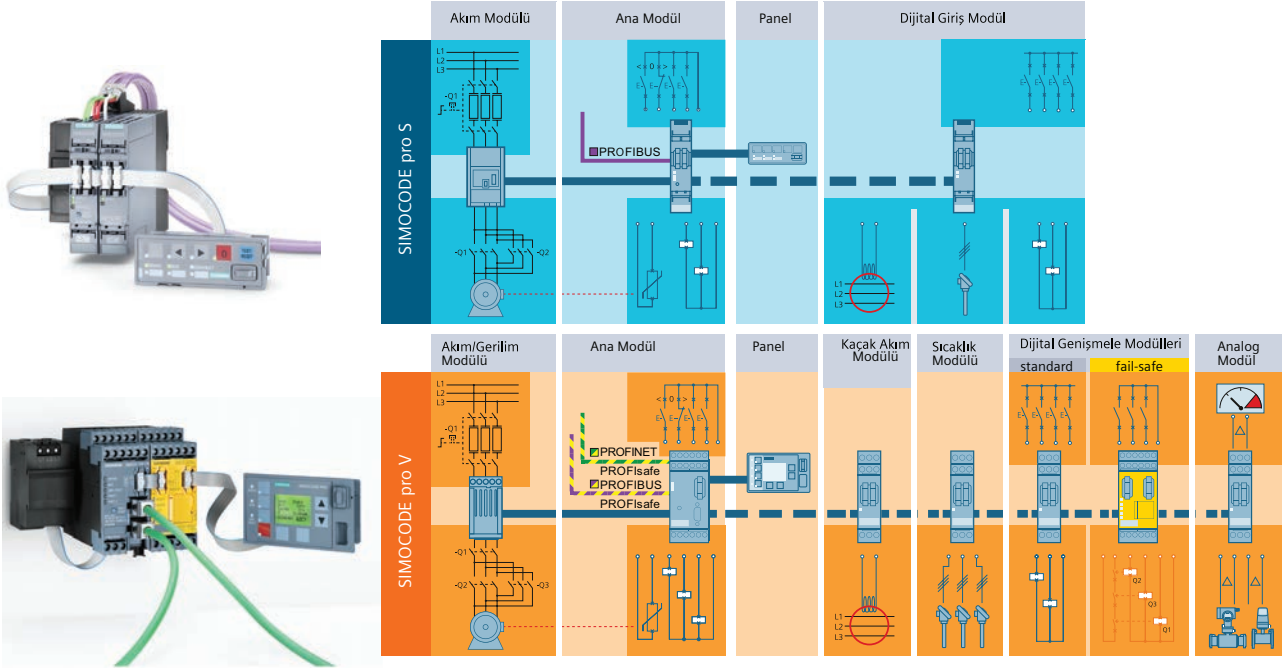 Akım Modülü
Ana Modül
Panel
Dijital Giriş Modül
SIMOCODE pro S
L1
L2
L3
-Q1
< x 0 x >
E-- E-- E-- E--
E-- E-- E-- E--
PROFIBUS
-Q1
-Q2
L1
L2
L3
Akım/Gerilim
Modülü
Ana Modül
Panel
Kaçak Akım
Modülü
Sıcaklık
Modülü
Dijital Genişmele Modülleri
standard
fail-safe
Analog
Modül
SIMOCODE pro V
L1
L2
L3
-Q1
< x 0 x >
E-- E-- E-- E--
E-- E-- E-- E--
PROFINET
PROFIsafe
PROFIBUS
PROFIsafe
-Q1
-Q2
-Q3
L1
L2
L3
Q2
Q3
Q1